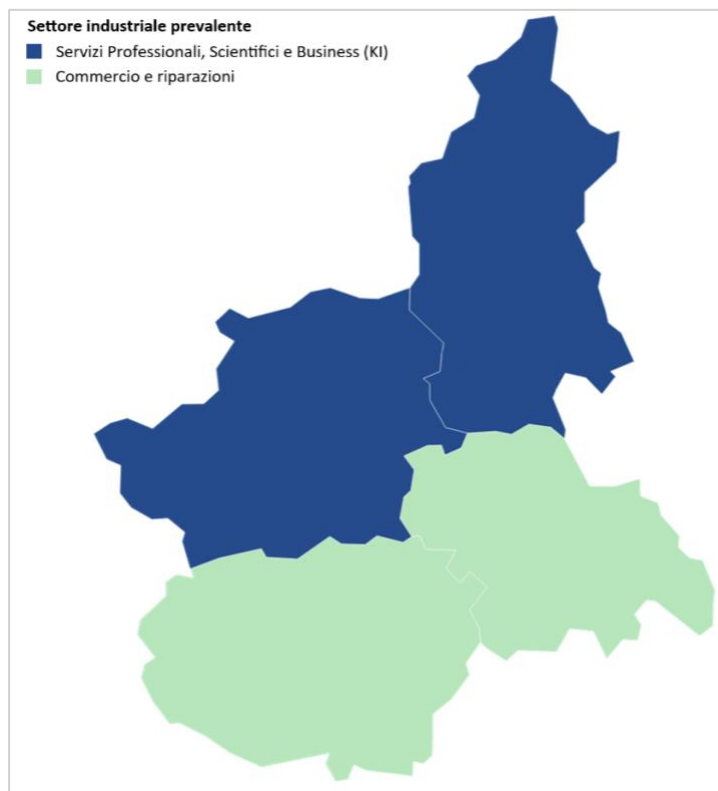 Settore industriale prevalente
Servizi Professionali, Scientifici e Business (KI)
Commercio e riparazioni